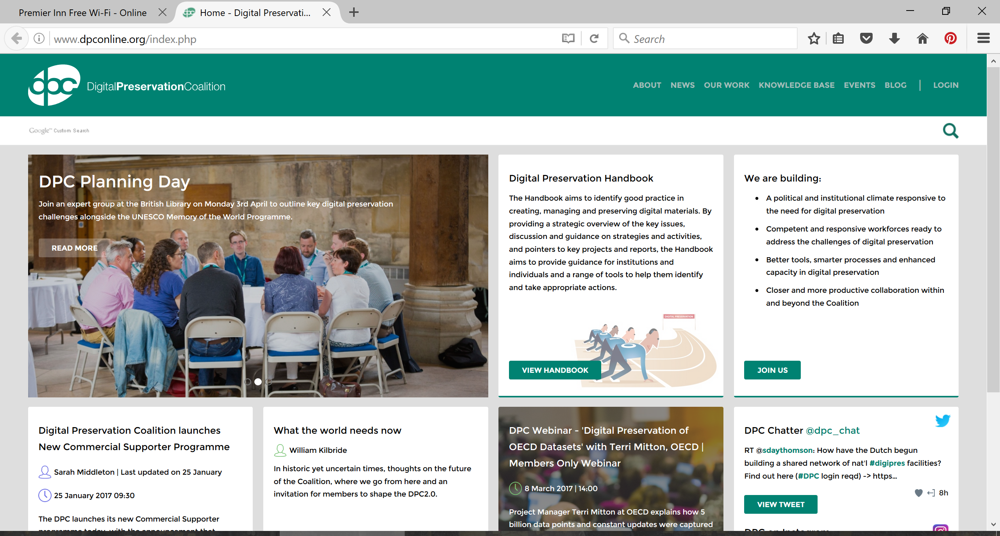 Premier Inn Free Wi-Fi - Online
Home - Digital Preservati...
www.dpconline.org/index.php
Search
dpc DigitalPreservationCoalition
ABOUT NEWS OUR WORK KNOWLEDGE BASE EVENTS BLOG | LOGIN
Google™ Custom Search
DPC Planning Day
Join an expert group at the British Library on Monday 3rd April to outline key digital preservation
challenges alongside the UNESCO Memory of the World Programme.
READ MORE
Digital Preservation Handbook
The Handbook aims to identify good practice in
creating, managing and preserving digital materials. By
providing a strategic overview of the key issues,
discussion and guidance on strategies and activities,
and pointers to key projects and reports, the Handbook
aims to provide guidance for institutions and
individuals and a range of tools to help them identify
and take appropriate actions.
DIGITAL PRESERVATION
VIEW HANDBOOK
We are building:
• A political and institutional climate responsive to
the need for digital preservation
• Competent and responsive workforces ready to
address the challenges of digital preservation
• Better tools, smarter processes and enhanced
capacity in digital preservation
• Closer and more productive collaboration within
and beyond the Coalition
JOIN US
Digital Preservation Coalition launches
New Commercial Supporter Programme
Sarah Middleton | Last updated on 25 January
25 January 2017 09:30
The DPC launches its new Commercial Supporter
programme today, with the announcement that
What the world needs now
William Kilbride
In historic yet uncertain times, thoughts on the future
of the Coalition, where we go from here and an
invitation for members to shape the DPC2.0.
DPC Webinar - 'Digital Preservation of
OECD Datasets' with Terri Mitton, OECD |
Members Only Webinar
8 March 2017 | 14:00
Project Manager Terri Mitton at OECD explains how 5
billion data points and constant updates were captured
DPC Chatter @dpc_chat
RT @sdaythomson: How have the Dutch begun
building a shared network of nat'l #digipres facilities?
Find out here (#DPC login reqd) -> https...
8h
VIEW TWEET
DPC on Instagram